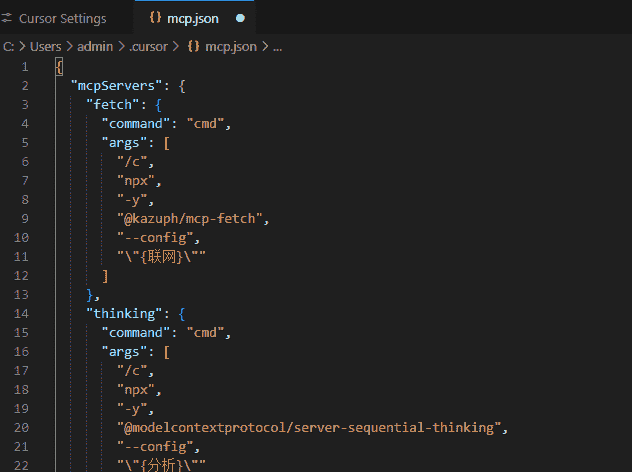 Cursor Settings {} mcp.json ●
C: > Users > admin > .cursor > {} mcp.json > ...
1 {
2 "mcpServers": {
3 "fetch": {
4 "command": "cmd",
5 "args": [
6 "/c",
7 "npx",
8 "-y",
9 "@kazuph/mcp-fetch",
10 "--config",
11 "\"{联网}\""
12 ]
13 },
14 "thinking": {
15 "command": "cmd",
16 "args": [
17 "/c",
18 "npx",
19 "-y",
20 "@modelcontextprotocol/server-sequential-thinking",
21 "--config",
22 "\"{分析}\""